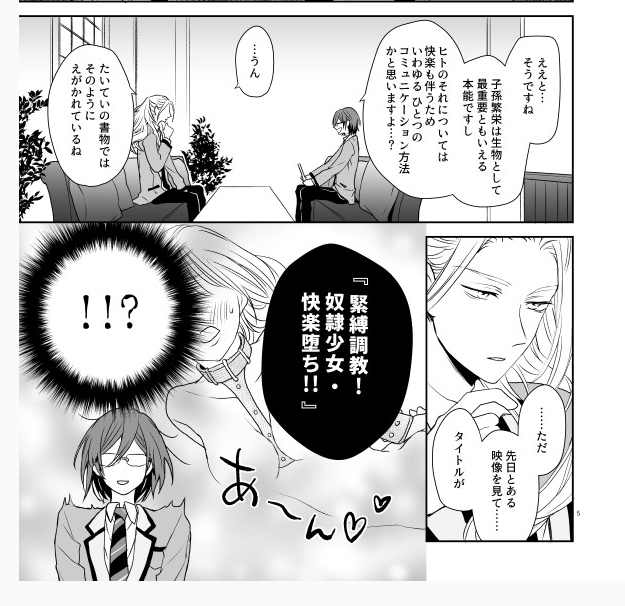 ええと…
そうですね
子孫繁栄は生物として
最重要ともいえる
本能ですし
ヒトのそれについては
快楽も伴うため
いわゆる ひとつの
コミュニケーション方法
かと思いますよ…?
…うん
たいていの書物では
そのように
えがかれているね
……ただ
先日とある
映像を見て……
タイトルが
『緊縛調教!
奴隷少女・
快楽堕ち!!』
!!?
あ〜ん♡♡
5